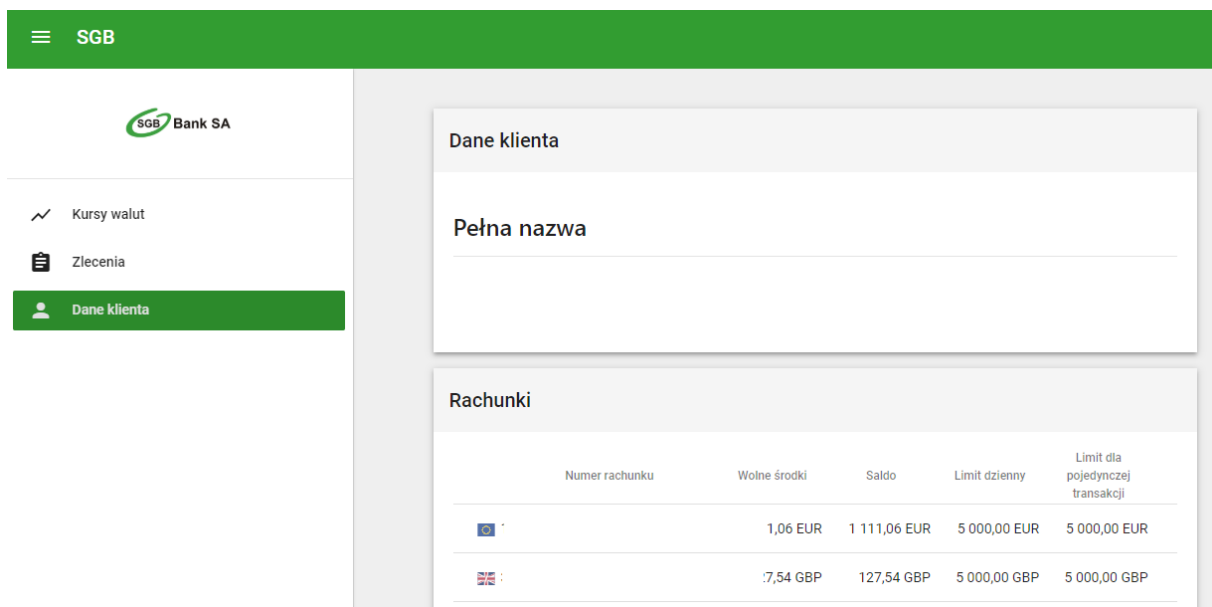 SGB
SGB Bank SA
Kursy walut
Zlecenia
Dane klienta
Dane klienta
Pełna nazwa
Rachunki
Numer rachunku Wolne środki Saldo Limit dzienny Limit dla
pojedynczej
transakcji
1,06 EUR 1 111,06 EUR 5 000,00 EUR 5 000,00 EUR
7,54 GBP 127,54 GBP 5 000,00 GBP 5 000,00 GBP